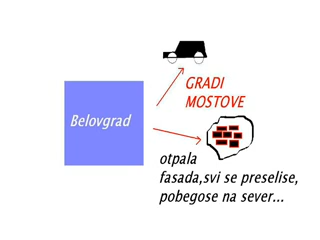 GRADI
MOSTOVE
Belovgrad
otpala
fasada,svi se preselise,
pobegose na sever...